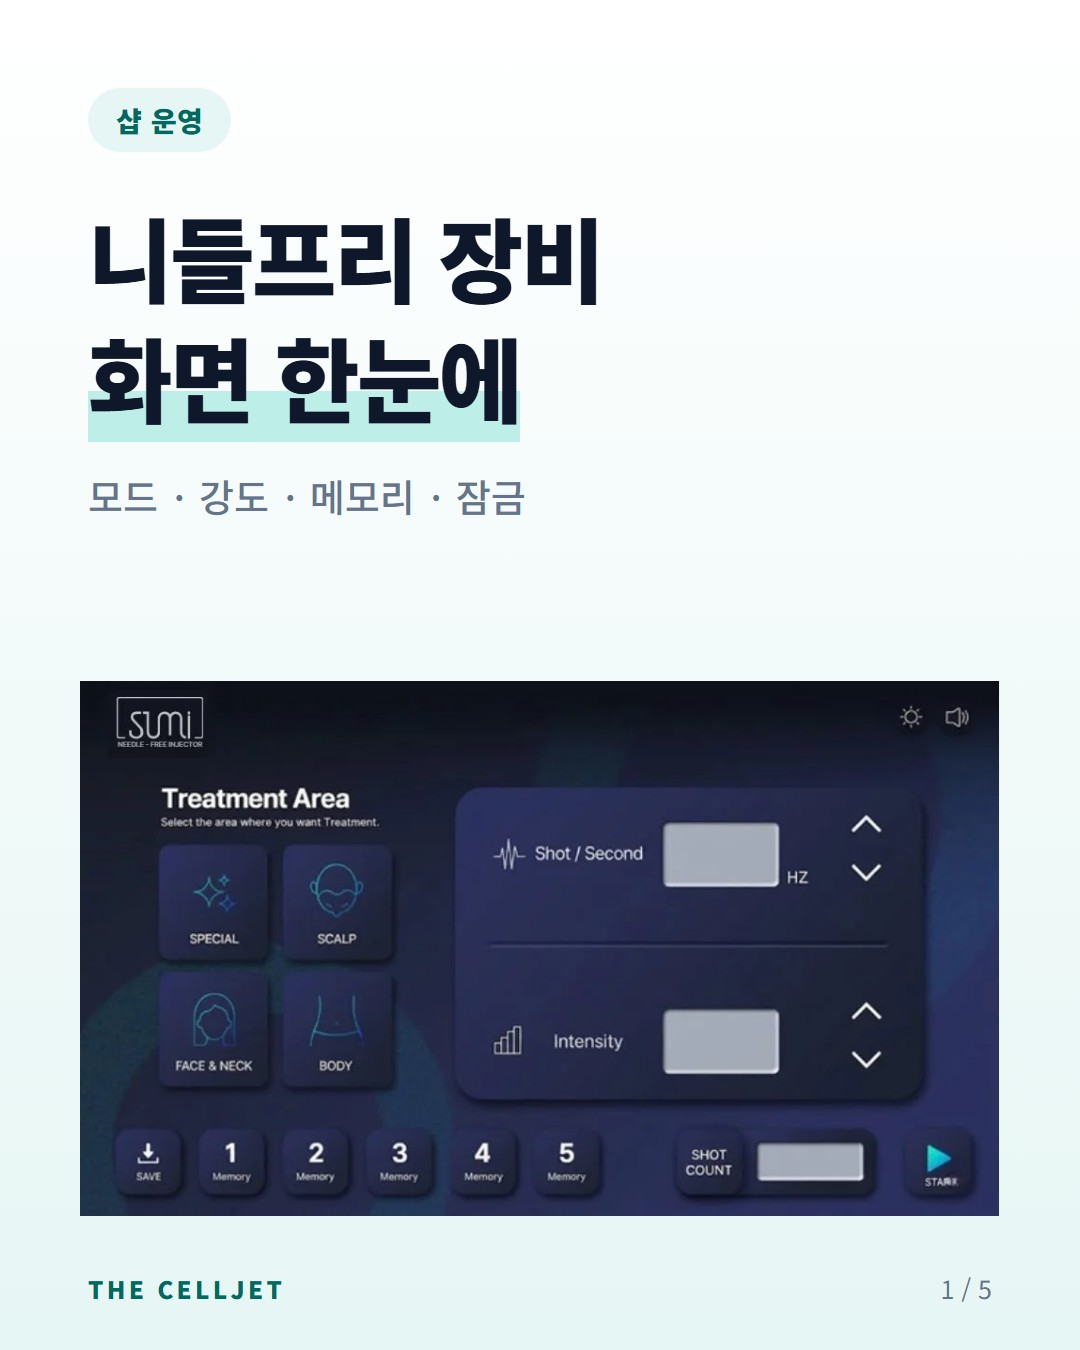 샵 운영
니들프리 장비
화면 한눈에
모드 · 강도 · 메모리 · 잠금
SUMI
NEEDLE - FREE INJECTOR
Treatment Area
Select the area where you want Treatment.
SPECIAL
SCALP
FACE & NECK
BODY
Shot / Second
HZ
Intensity
SAVE
1
Memory
2
Memory
3
Memory
4
Memory
5
Memory
SHOT
COUNT
THE CELLJET
1 / 5